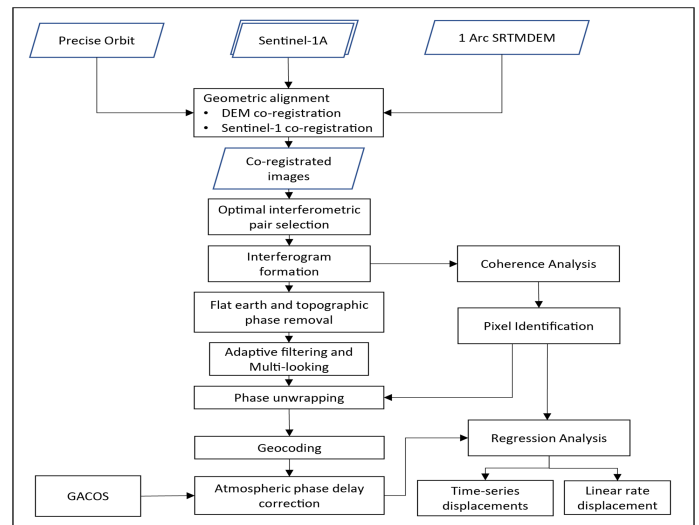 Precise Orbit
Sentinel-1A
1 Arc SRTMDEM
Geometric alignment
• DEM co-registration
• Sentinel-1 co-registration
Co-registrated
images
Optimal interferometric
pair selection
Interferogram
formation
Coherence Analysis
Flat earth and topographic
phase removal
Pixel Identification
Adaptive filtering and
Multi-looking
Phase unwrapping
Geocoding
Regression Analysis
GACOS
Atmospheric phase delay
correction
Time-series
displacements
Linear rate
displacement